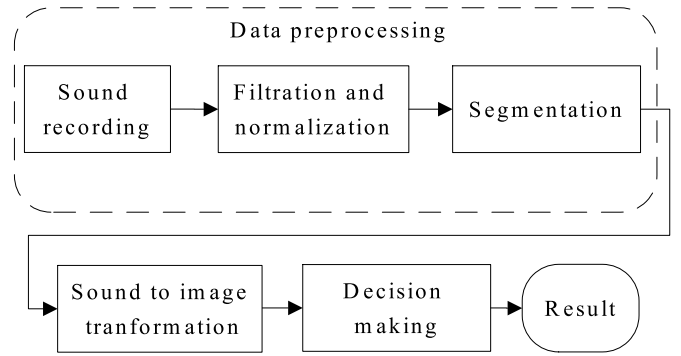 Data preprocessing
Sound
recording
Filtration and
normalization
Segmentation
Sound to image
tranformation
Decision
making
Result